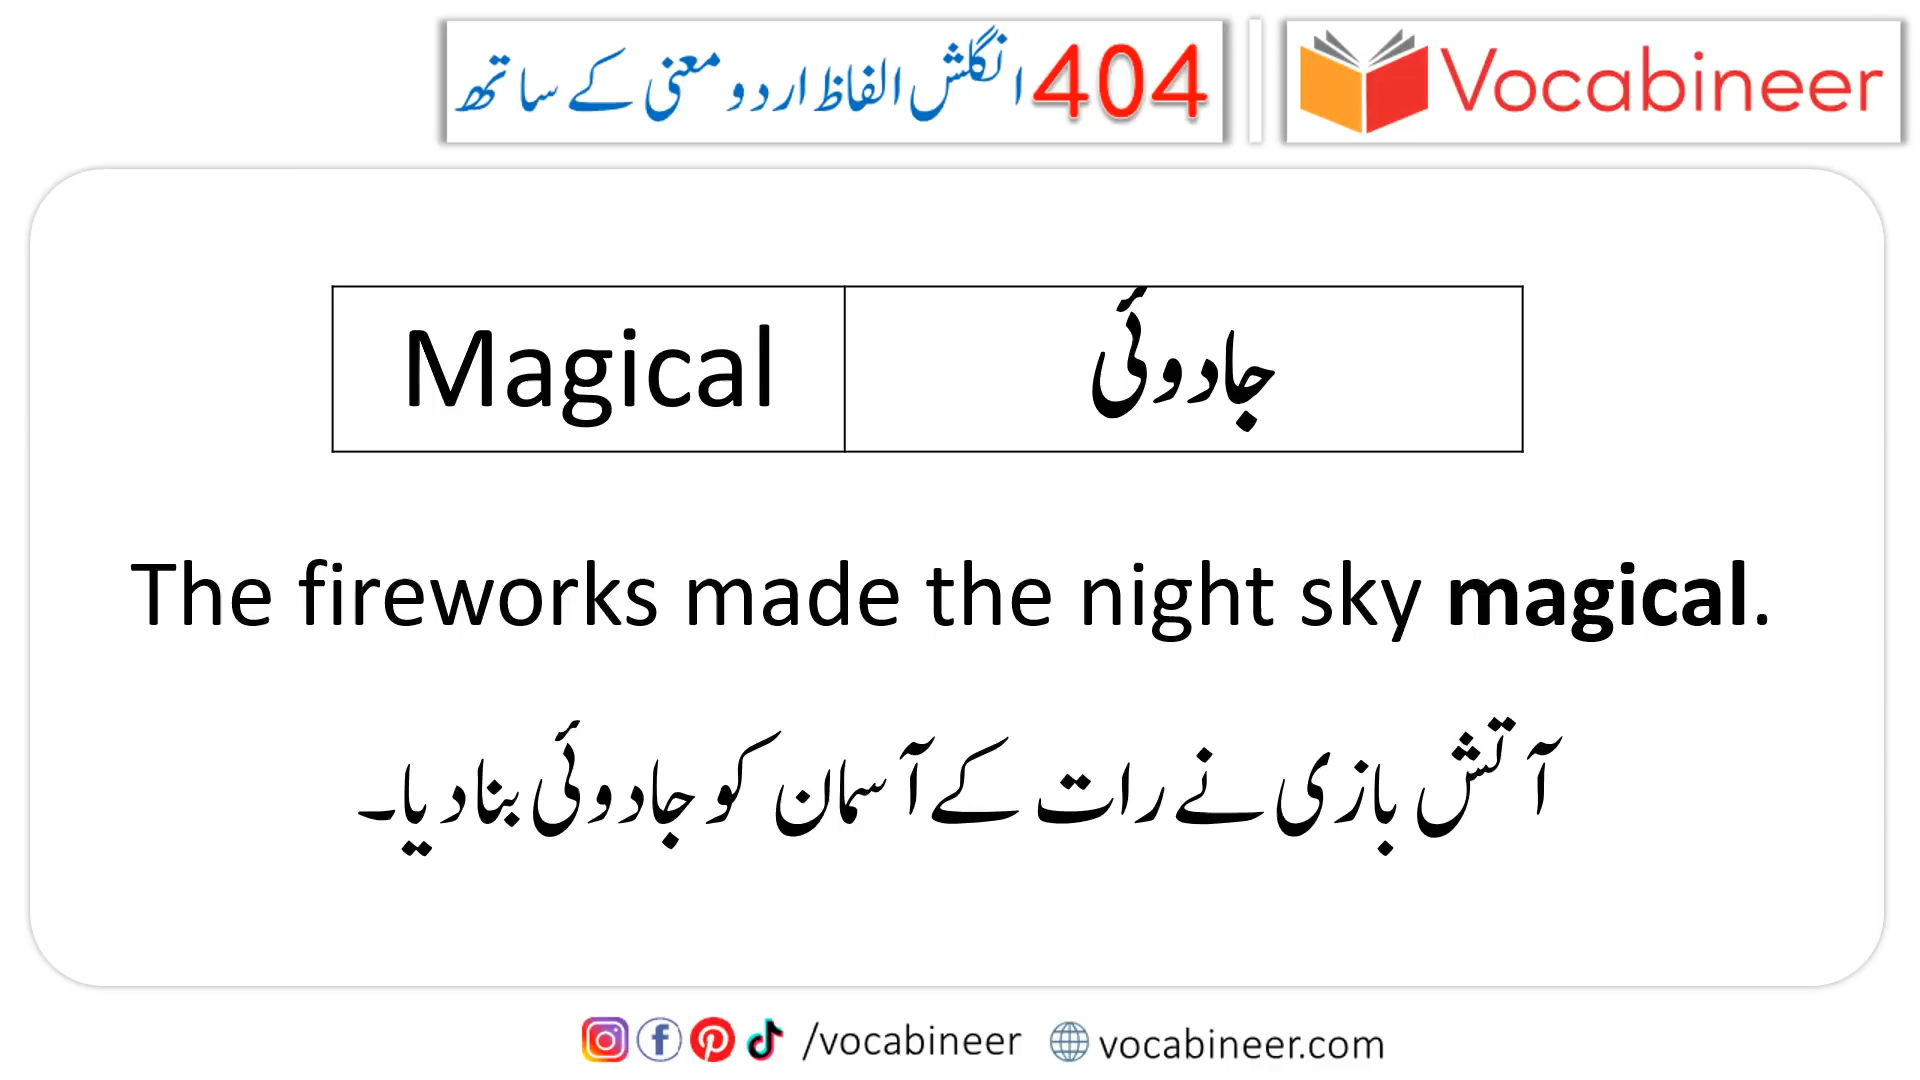 404 انگلش الفاظ اردو معنی کے ساتھ
Vocabineer
Magical
جادوئی
The fireworks made the night sky magical.
آتش بازی نے رات کے آسمان کو جادوئی بنا دیا۔
/vocabineer
vocabineer.com